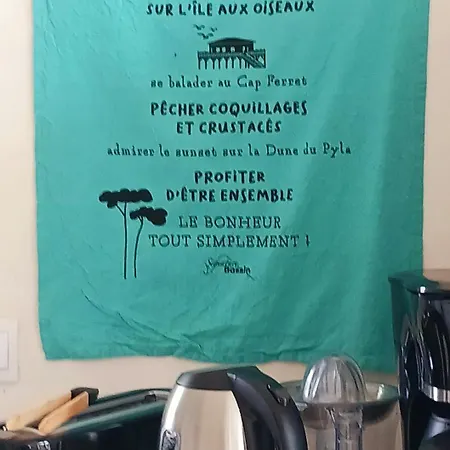 SUR L'ÎLE AUX OISEAUX
se balader au Cap Ferret
PÊCHER COQUILLAGES
ET CRUSTACÉS
admirer le sunset sur la Dune du Pyla
PROFITER
D'ÊTRE ENSEMBLE
LE BONHEUR
TOUT SIMPLEMENT !
Bassin